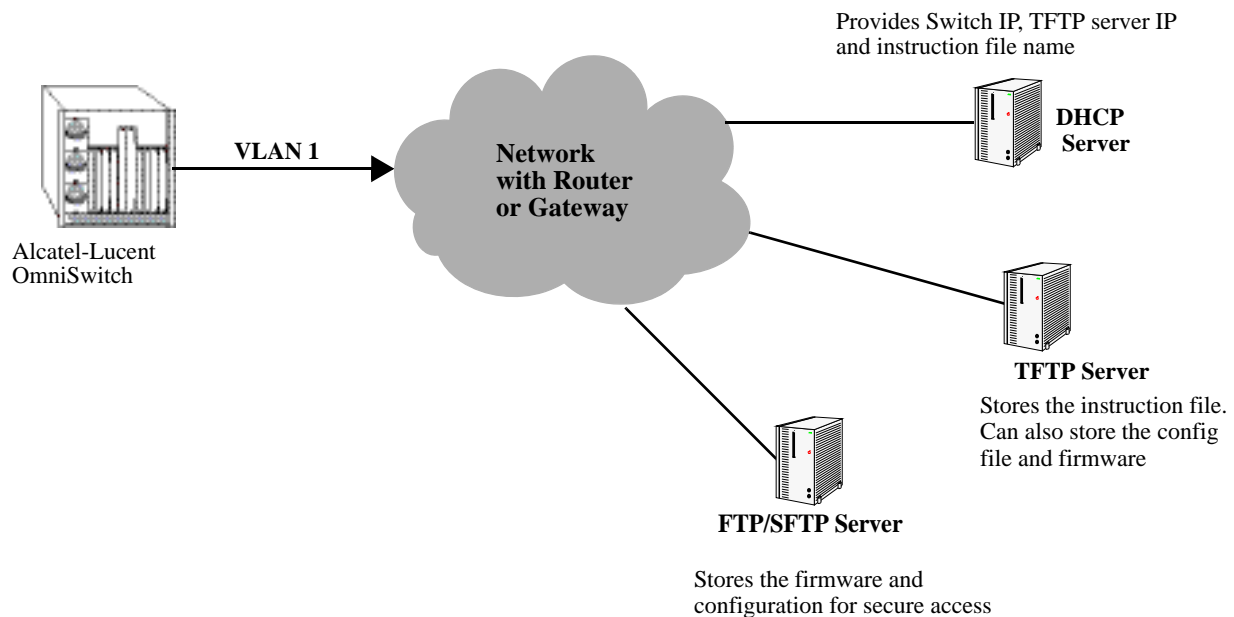 Provides Switch IP, TFTP server IP
and instruction file name
DHCP
Server
VLAN 1
Network
with Router
or Gateway
Alcatel-Lucent
OmniSwitch
TFTP Server
Stores the instruction file.
Can also store the config
file and firmware
FTP/SFTP Server
Stores the firmware and
configuration for secure access